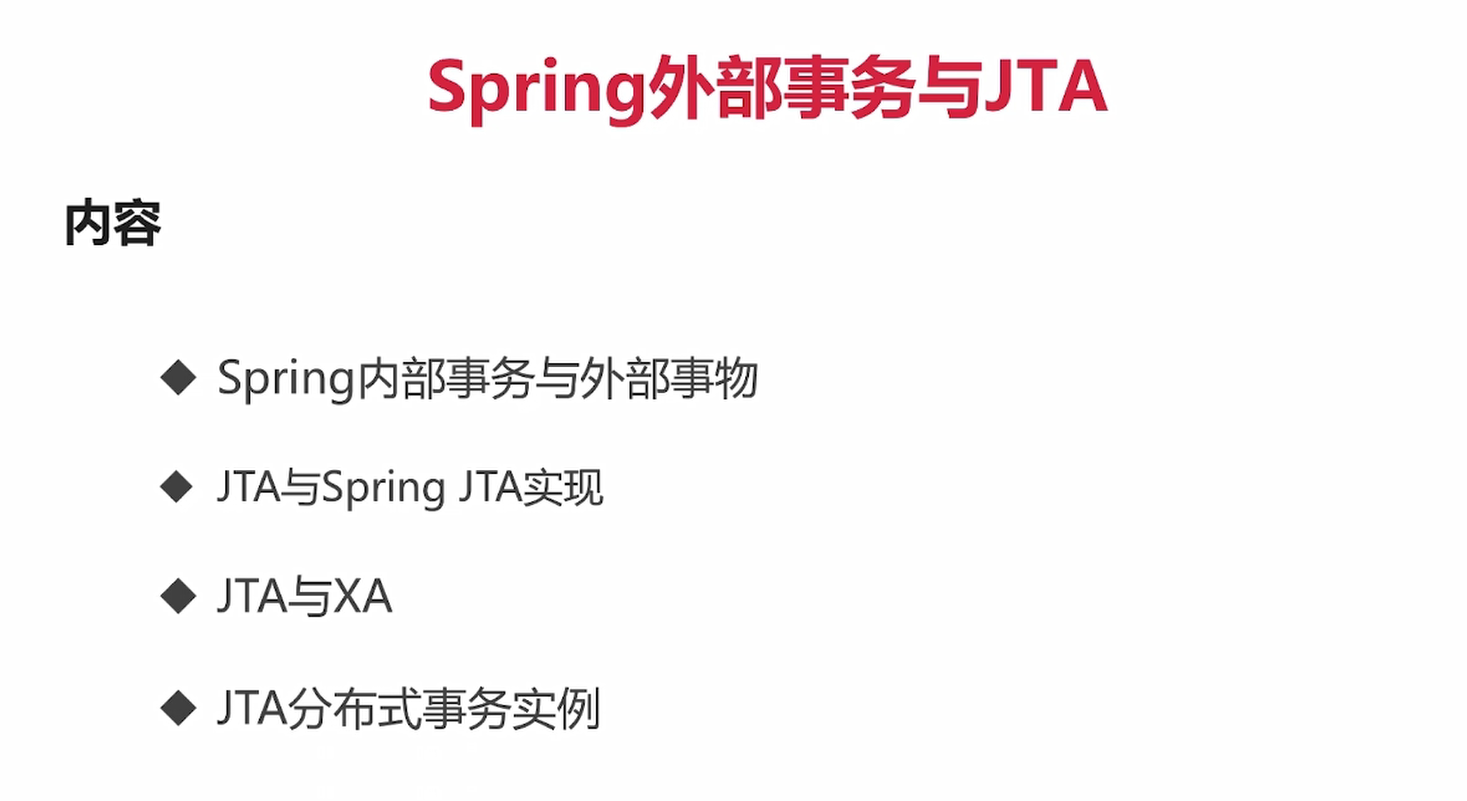 Spring外部事务与JTA
内容
◆ Spring内部事务与外部事物
◆ JTA与Spring JTA实现
◆ JTA与XA
◆ JTA分布式事务实例